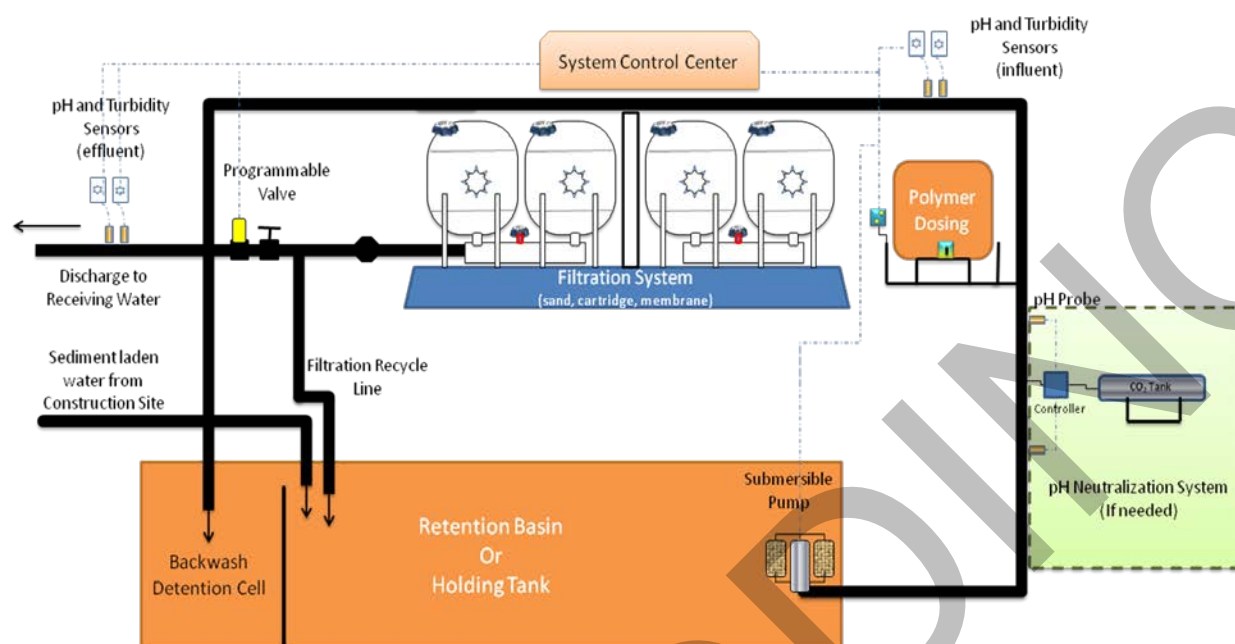 pH and Turbidity
Sensors
(influent)
System Control Center
pH and Turbidity
Sensors
(effluent)
Programmable
Valve
Polymer
Dosing
Discharge to
Receiving Water
Filtration System
(sand, cartridge, membrane)
pH Probe
Sediment laden
water from
Construction Site
Filtration Recycle
Line
CO₂ Tank
Controller
Submersible
Pump
pH Neutralization System
(If needed)
Retention Basin
Or
Holding Tank
Backwash
Detention Cell